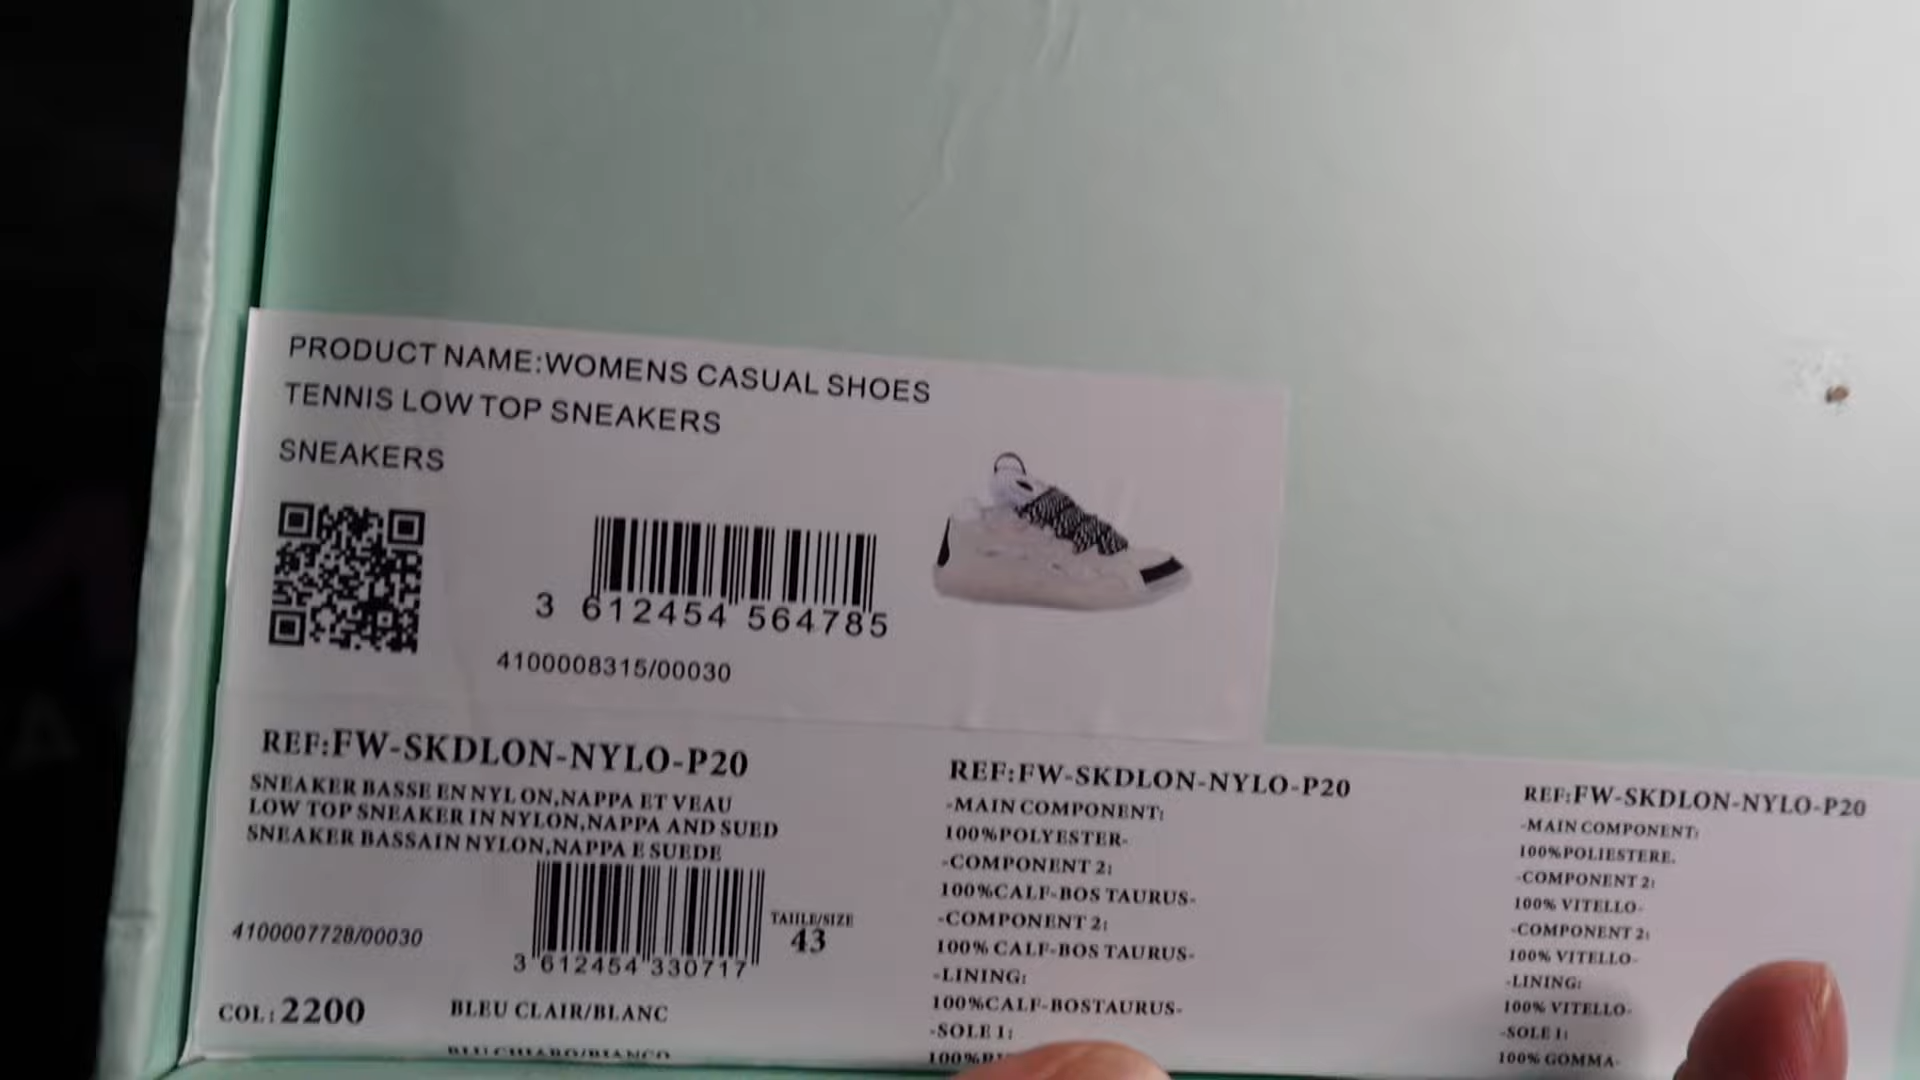 PRODUCT NAME:WOMENS CASUAL SHOES
TENNIS LOW TOP SNEAKERS
SNEAKERS
3 612454 564785
4100008315/00030
REF:FW-SKDLON-NYLO-P20
SNEAKER BASSE EN NYLON,NAPPA ET VEAU
LOW TOP SNEAKER IN NYLON,NAPPA AND SUED
SNEAKER BASSAIN NYLON,NAPPA E SUEDE
4100007728/00030
3 612454 330717
TAIILE/SIZE
43
COL:2200
BLEU CLAIR/BLANC
BLU CHIARO/BIANCO
REF:FW-SKDLON-NYLO-P20
-MAIN COMPONENT:
100%POLYESTER-
-COMPONENT 2:
100%CALF-BOS TAURUS-
-COMPONENT 2:
100% CALF-BOS TAURUS-
-LINING:
100%CALF-BOSTAURUS-
-SOLE 1:
REF:FW-SKDLON-NYLO-P20
-MAIN COMPONENT:
100%POLIESTERE.
-COMPONENT 2:
100% VITELLO-
-COMPONENT 2:
100% VITELLO-
-LINING:
100% VITELLO-
-SOLE 1:
100% GOMMA-